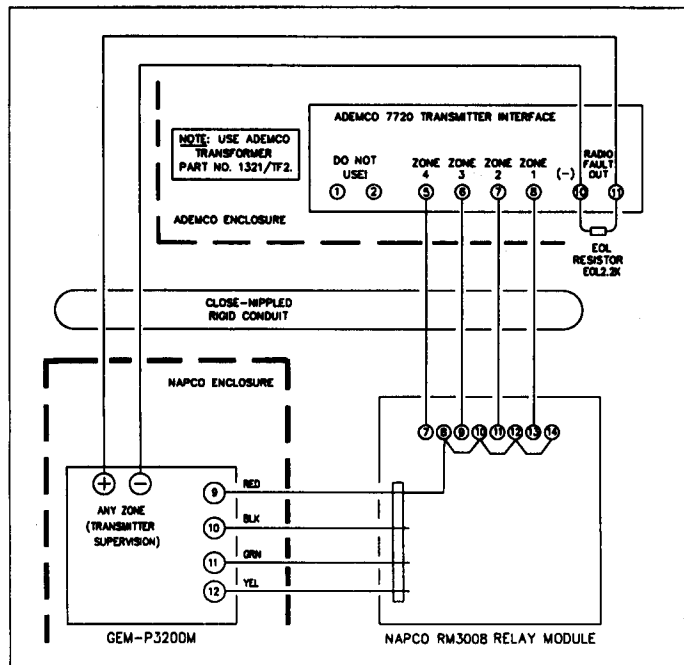 ADEMCO 7720 TRANSMITTER INTERFACE
NOTE: USE ADEMCO
TRANSFORMER
PART NO. 1321/TF2.
DO NOT
USE!
ZONE
4
ZONE
3
ZONE
2
ZONE
1
(-)
RADIO
FAULT
OUT
1 2 5 6 7 8 10 11
ADEMCO ENCLOSURE
EOL
RESISTOR
EOL2.2K
CLOSE-NIPPLED
RIGID CONDUIT
NAPCO ENCLOSURE
7 8 9 10 11 12 13 14
+ −
ANY ZONE
(TRANSMITTER
SUPERVISION)
9 RED
10 BLK
11 GRN
12 YEL
GEM-P3200M
NAPCO RM3008 RELAY MODULE